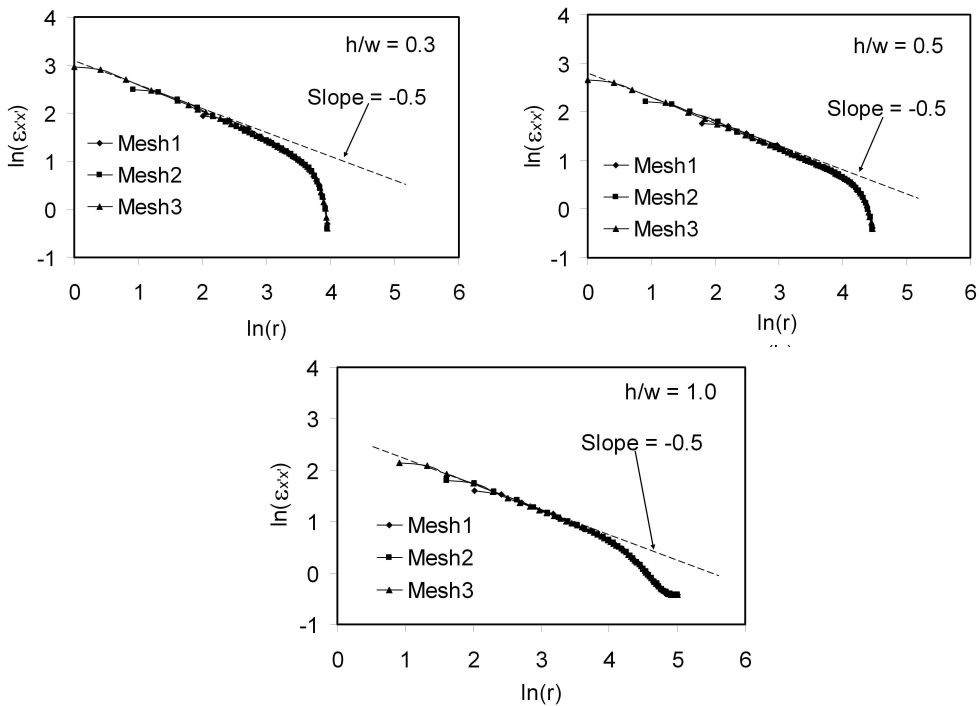 4
3
2
1
0
-1
ln(εx'x')
h/w = 0.3
Slope = -0.5
Mesh1
Mesh2
Mesh3
0 1 2 3 4 5 6
ln(r)
4
3
2
1
0
-1
ln(εx'x')
h/w = 0.5
Slope = -0.5
Mesh1
Mesh2
Mesh3
0 1 2 3 4 5 6
ln(r)
4
3
2
1
0
-1
ln(εx'x')
h/w = 1.0
Slope = -0.5
Mesh1
Mesh2
Mesh3
0 1 2 3 4 5 6
ln(r)